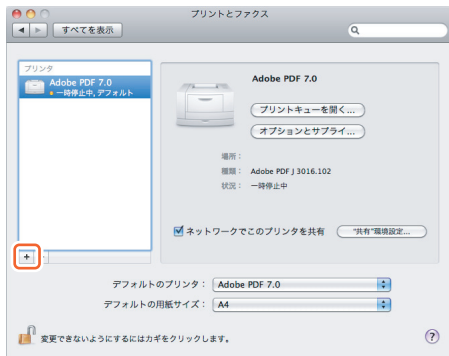 プリントとファクス
すべてを表示
プリンタ
Adobe PDF 7.0
一時停止中, デフォルト
Adobe PDF 7.0
プリントキューを開く...
オプションとサプライ...
場所：
種類： Adobe PDF J 3016.102
状況： 一時停止中
ネットワークでこのプリンタを共有
"共有"環境設定...
+
デフォルトのプリンタ： Adobe PDF 7.0
デフォルトの用紙サイズ： A4
変更できないようにするにはカギをクリックします。
?